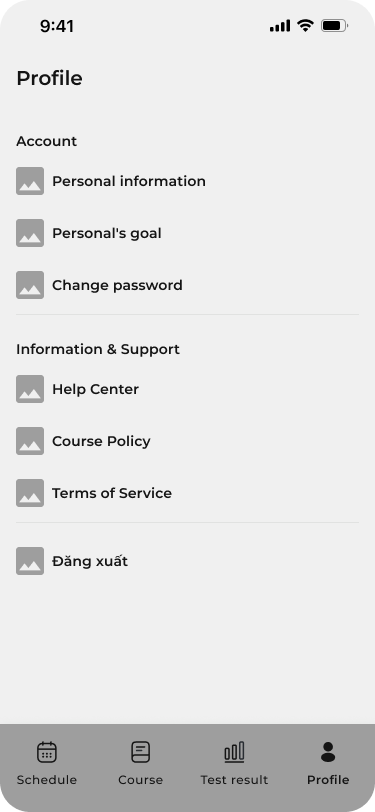 9:41
Profile
Account
Personal information
Personal's goal
Change password
Information & Support
Help Center
Course Policy
Terms of Service
Đăng xuất
Schedule
Course
Test result
Profile